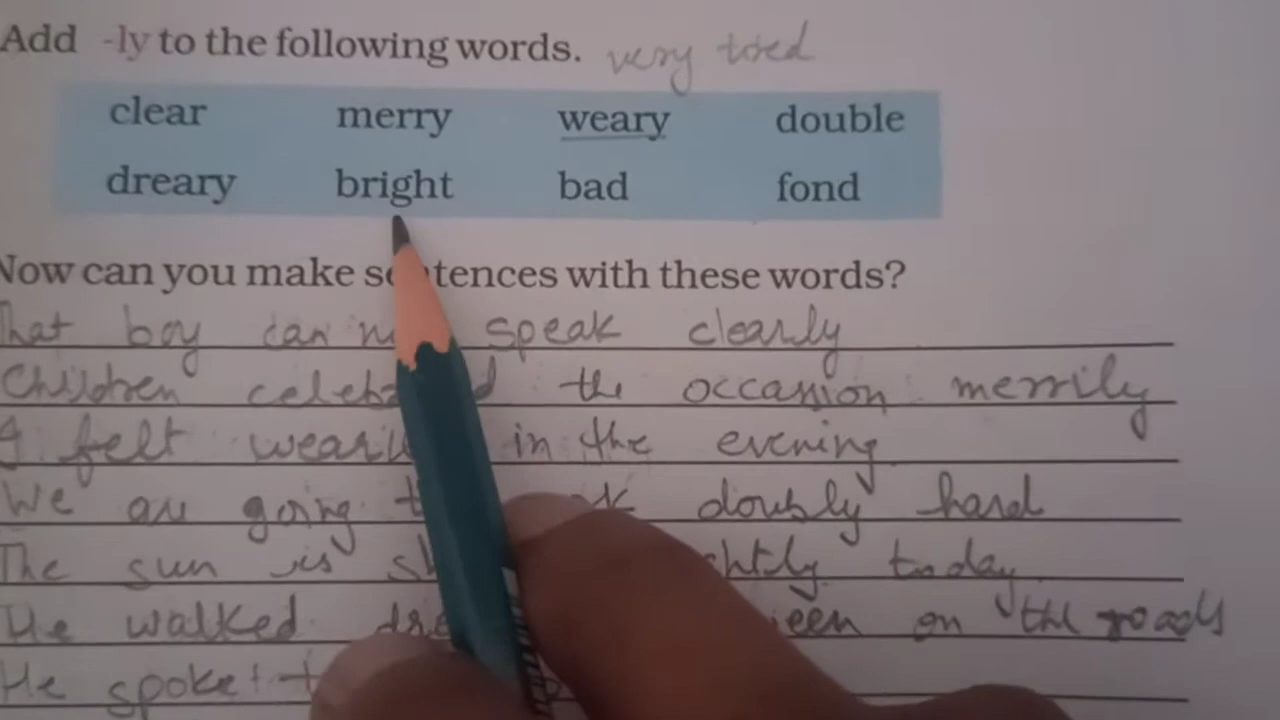 Add -ly to the following words. very tired
clear merry weary double
dreary bright bad fond
Now can you make sentences with these words?
That boy can speak clearly
Children the occasion merrily
I felt in the evening
We are going doubly hard
The sun is today
He walked on the roads
He spoke